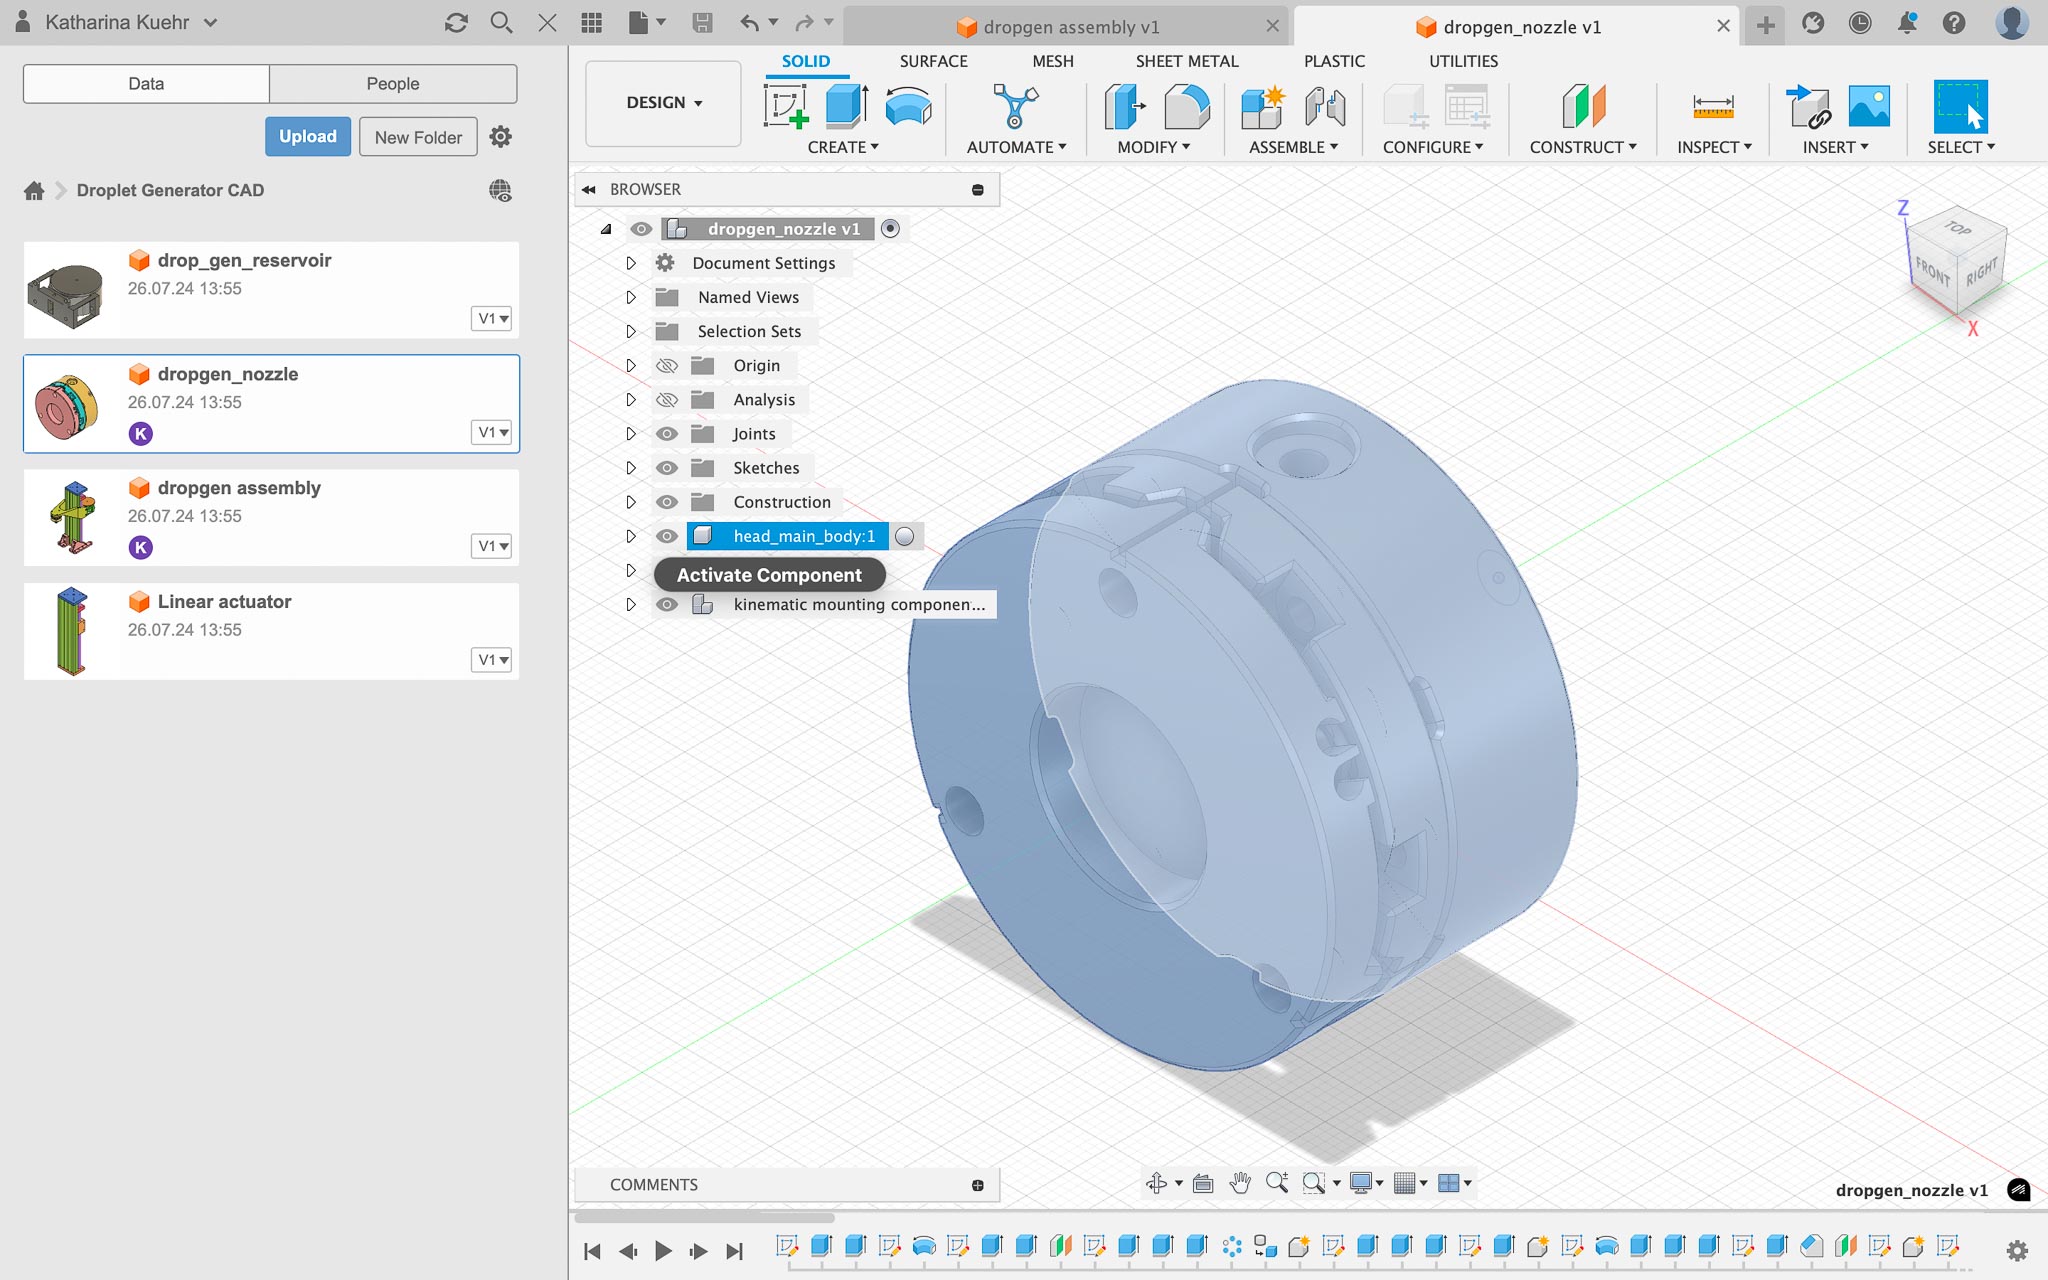 Katharina Kuehr
dropgen assembly v1
dropgen_nozzle v1
Data
People
Upload
New Folder
Droplet Generator CAD
drop_gen_reservoir
26.07.24 13:55
V1
dropgen_nozzle
26.07.24 13:55
K
V1
dropgen assembly
26.07.24 13:55
K
V1
Linear actuator
26.07.24 13:55
V1
SOLID
SURFACE
MESH
SHEET METAL
PLASTIC
UTILITIES
DESIGN
CREATE
AUTOMATE
MODIFY
ASSEMBLE
CONFIGURE
CONSTRUCT
INSPECT
INSERT
SELECT
BROWSER
dropgen_nozzle v1
Document Settings
Named Views
Selection Sets
Origin
Analysis
Joints
Sketches
Construction
head_main_body:1
Activate Component
kinematic mounting componen...
Z
TOP
FRONT
RIGHT
X
COMMENTS
dropgen_nozzle v1